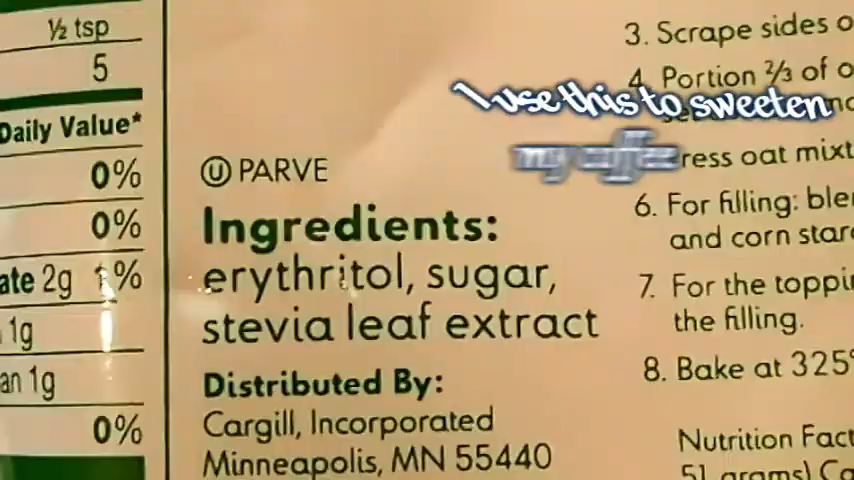 ½ tsp
5
Daily Value*
0%
0%
ate 2g 1%
1g
an 1g
0%
Ⓤ PARVE
Ingredients:
erythritol, sugar,
stevia leaf extract
Distributed By:
Cargill, Incorporated
Minneapolis, MN 55440
I use this to sweeten
my coffee
3. Scrape sides o
4. Portion ⅔ of o
ress oat mixt
6. For filling: ble
and corn star
7. For the toppi
the filling.
8. Bake at 325°
Nutrition Fact
51 grams) Ca